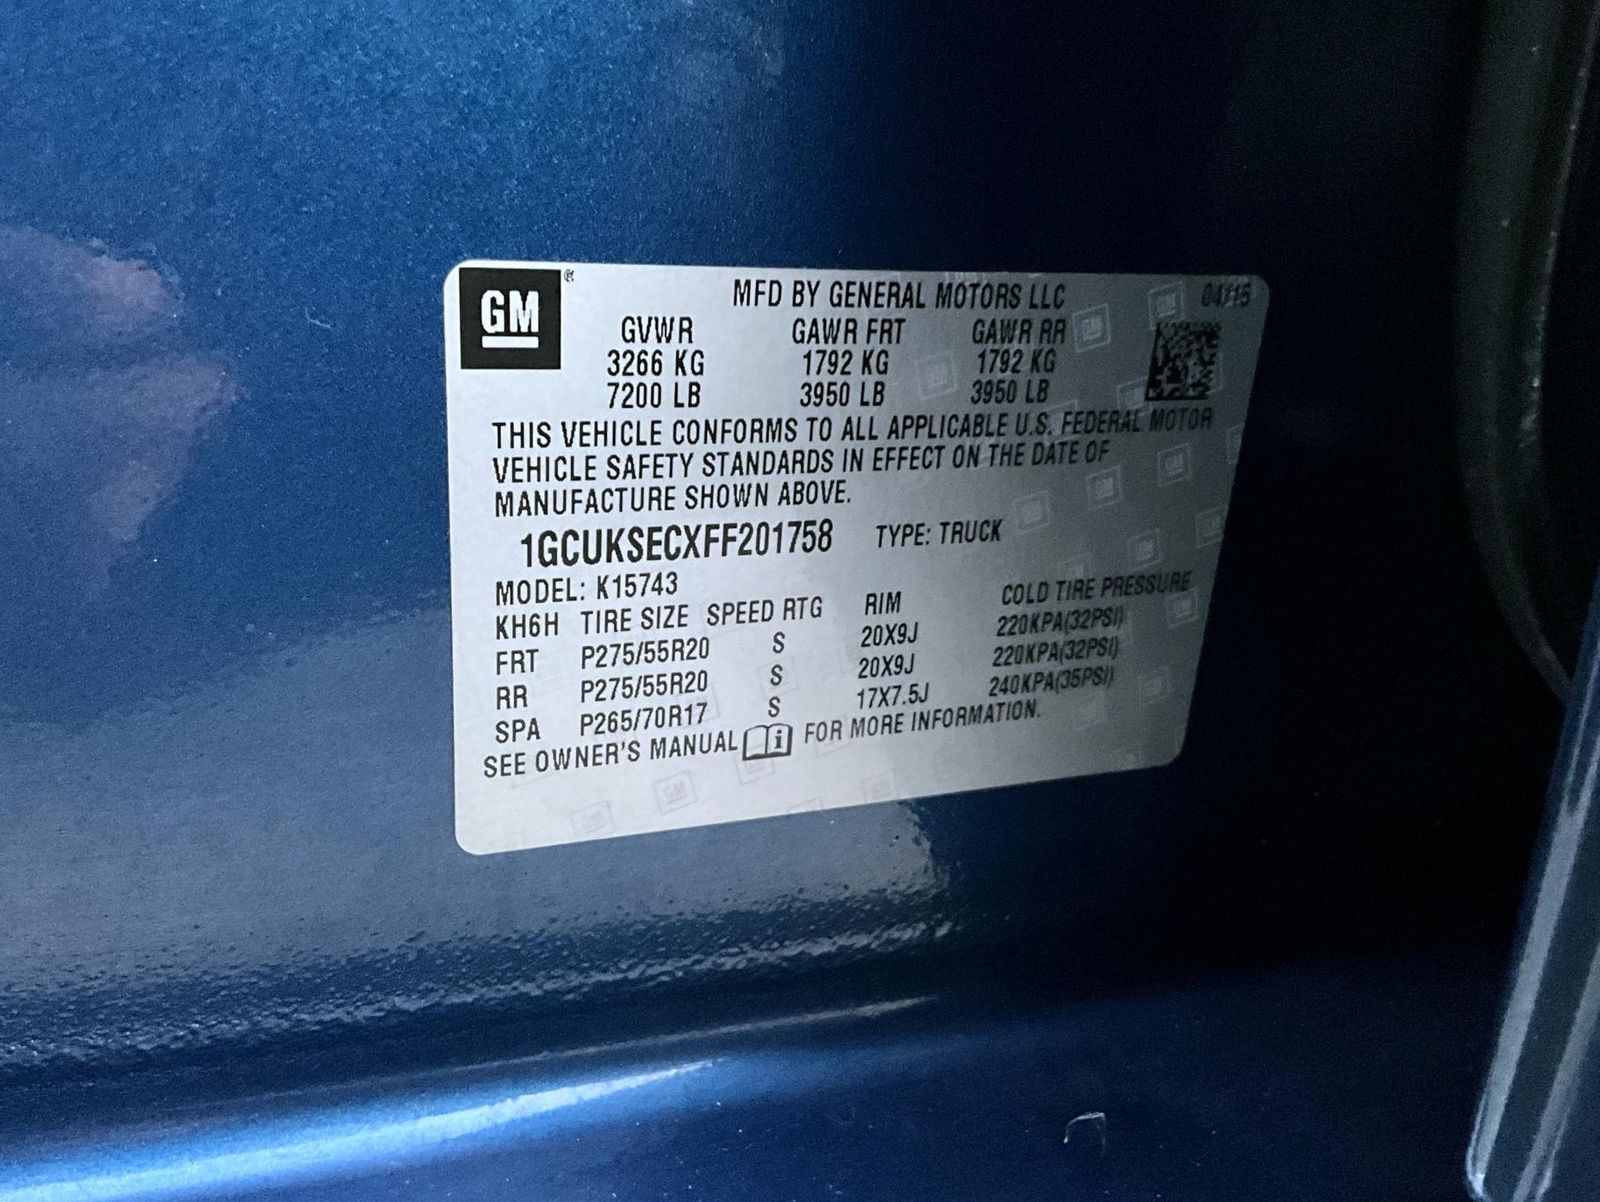 GM®
MFD BY GENERAL MOTORS LLC 04/15
GVWR GAWR FRT GAWR RR
3266 KG 1792 KG 1792 KG
7200 LB 3950 LB 3950 LB
THIS VEHICLE CONFORMS TO ALL APPLICABLE U.S. FEDERAL MOTOR
VEHICLE SAFETY STANDARDS IN EFFECT ON THE DATE OF
MANUFACTURE SHOWN ABOVE.
1GCUKSECXFF201758 TYPE: TRUCK
MODEL: K15743
KH6H TIRE SIZE SPEED RTG RIM COLD TIRE PRESSURE
FRT P275/55R20 S 20X9J 220KPA(32PSI)
RR P275/55R20 S 20X9J 220KPA(32PSI)
SPA P265/70R17 S 17X7.5J 240KPA(35PSI)
SEE OWNER'S MANUAL i FOR MORE INFORMATION.